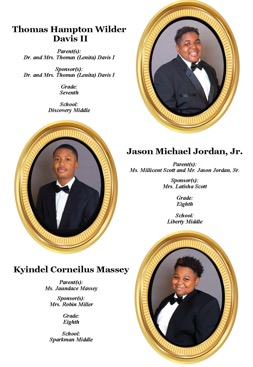 Thomas Hampton Wilder
Davis II
Parent(s):
Dr. and Mrs. Thomas (Lenita) Davis I
Sponsor(s):
Dr. and Mrs. Thomas (Lenita) Davis I
Grade:
Seventh
School:
Discovery Middle
Jason Michael Jordan, Jr.
Parent(s):
Ms. Millicent Scott and Mr. Jason Jordan, Sr.
Sponsor(s):
Mrs. Latisha Scott
Grade:
Eighth
School:
Liberty Middle
Kyindel Corneilus Massey
Parent(s):
Ms. Jaundace Massey
Sponsor(s):
Mrs. Robin Miller
Grade:
Eighth
School:
Sparkman Middle